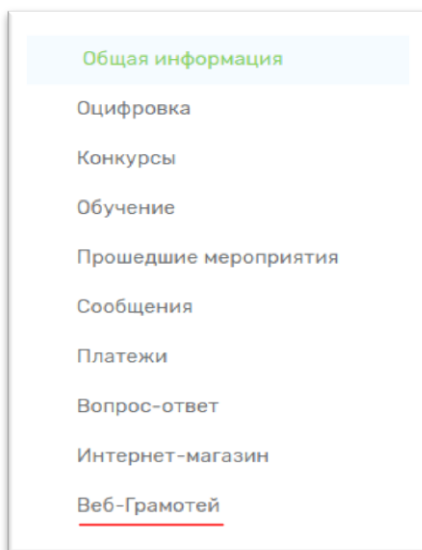 Общая информация
Оцифровка
Конкурсы
Обучение
Прошедшие мероприятия
Сообщения
Платежи
Вопрос-ответ
Интернет-магазин
Веб-Грамотей